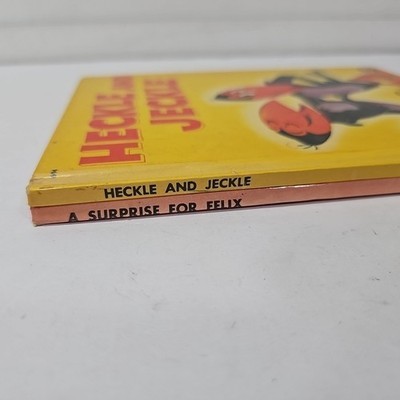 HECKLE AND
JECKLE
HECKLE AND JECKLE
A SURPRISE FOR FELIX